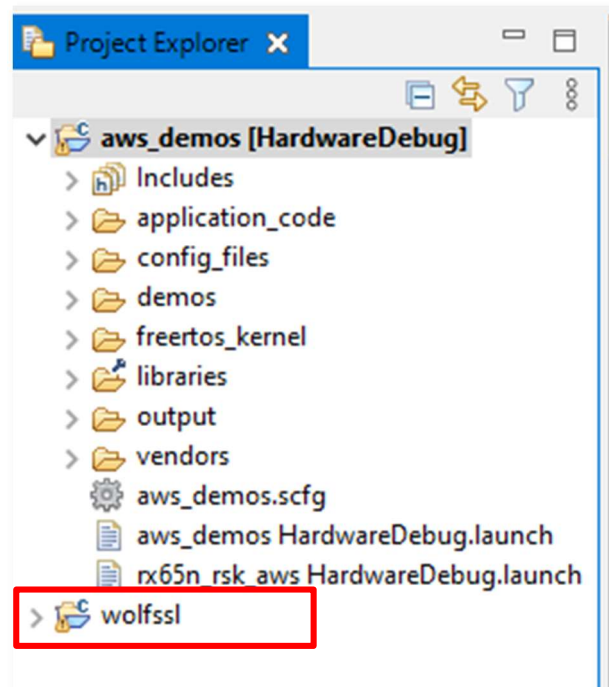 Project Explorer
aws_demos [HardwareDebug]
Includes
application_code
config_files
demos
freertos_kernel
libraries
output
vendors
aws_demos.scfg
aws_demos HardwareDebug.launch
rx65n_rsk_aws HardwareDebug.laun
wolfssl